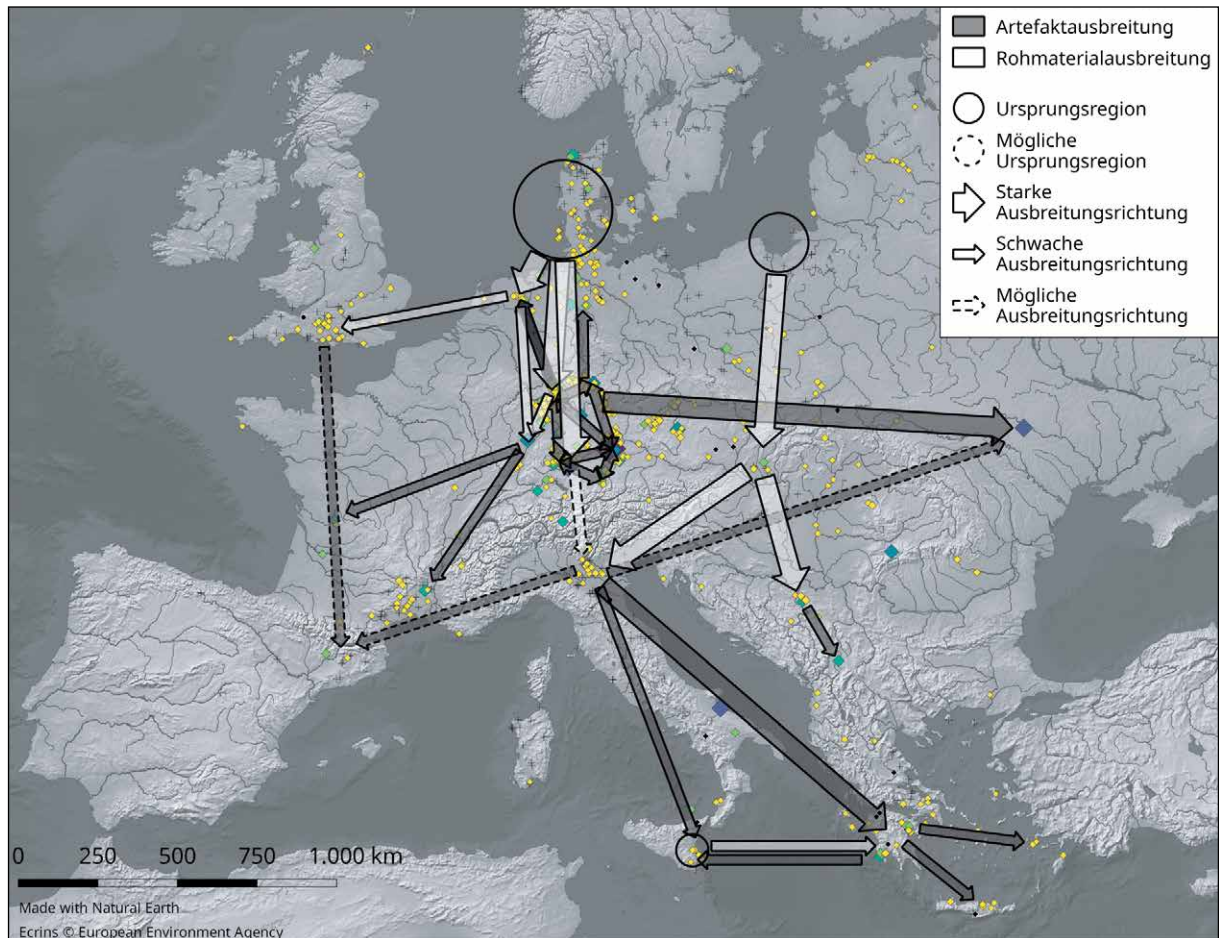 Artefaktausbreitung
Rohmaterialausbreitung
Ursprungsregion
Mögliche
Ursprungsregion
Starke
Ausbreitungsrichtung
Schwache
Ausbreitungsrichtung
Mögliche
Ausbreitungsrichtung
0 250 500 750 1.000 km
Made with Natural Earth
Ecrins © European Environment Agency